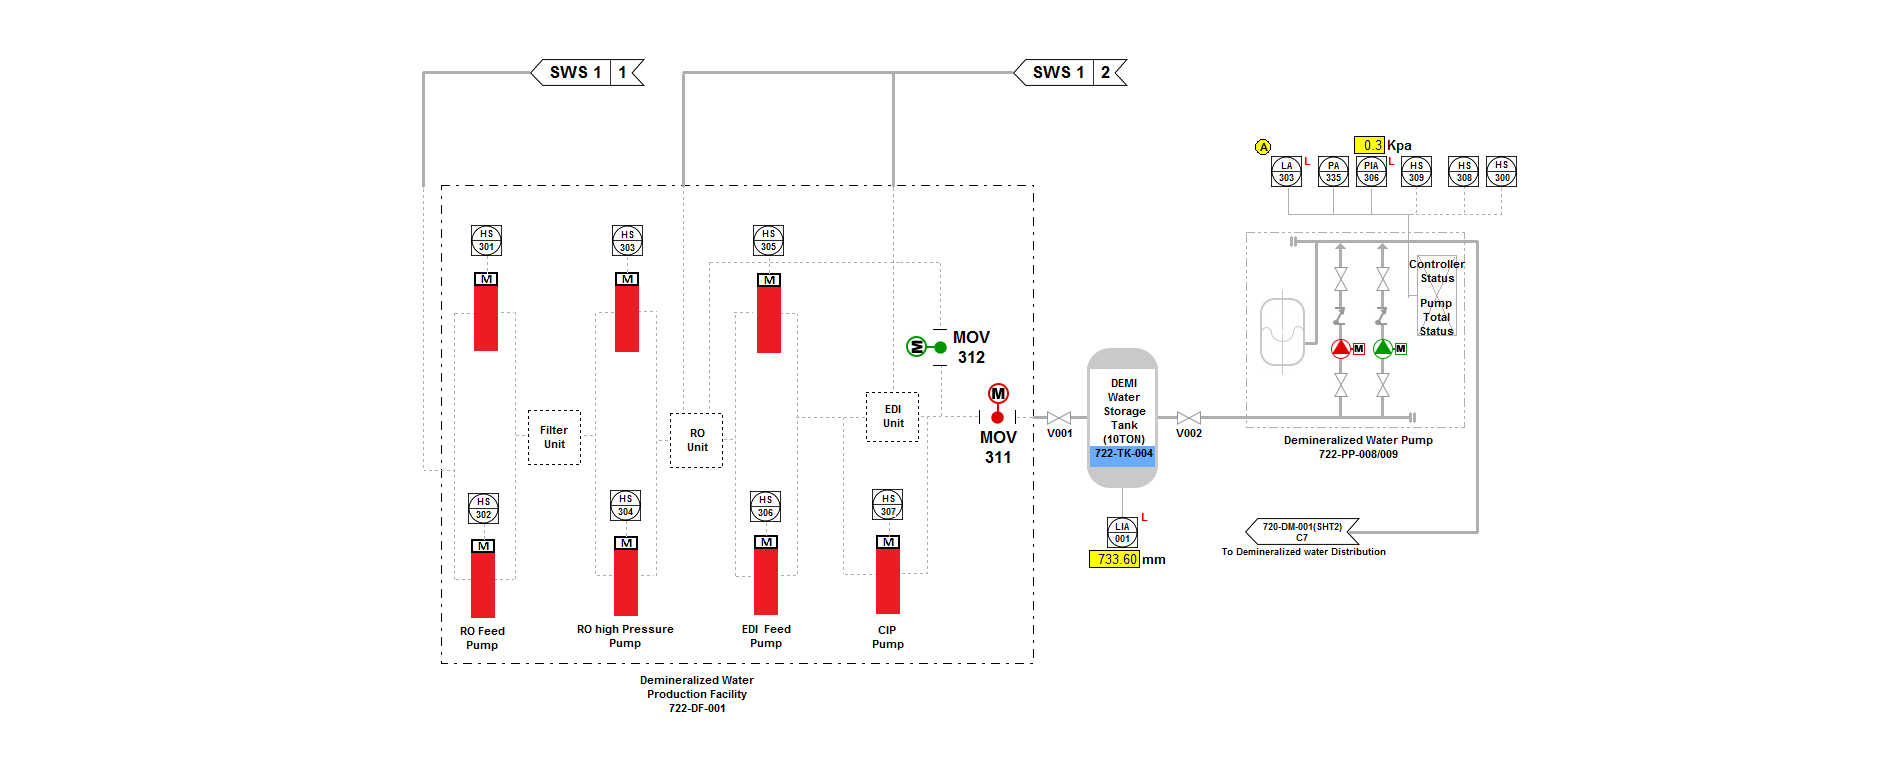 SWS 1 1
SWS 1 2
0.3 Kpa
A
LA 303 L
PA 335
PIA 306 L
HS 309
HS 308
HS 300
HS 301
M
HS 303
M
HS 305
M
Controller
Status
Pump
Total
Status
M
M
M
MOV
312
M
MOV
311
Filter
Unit
RO
Unit
EDI
Unit
V001
DEMI
Water
Storage
Tank
(10TON)
722-TK-004
V002
Demineralized Water Pump
722-PP-008/009
HS 302
M
HS 304
M
HS 306
M
HS 307
M
LIA 001 L
733.60 mm
720-DM-001(SHT2)
C7
To Demineralized water Distribution
RO Feed
Pump
RO high Pressure
Pump
EDI Feed
Pump
CIP
Pump
Demineralized Water
Production Facility
722-DF-001